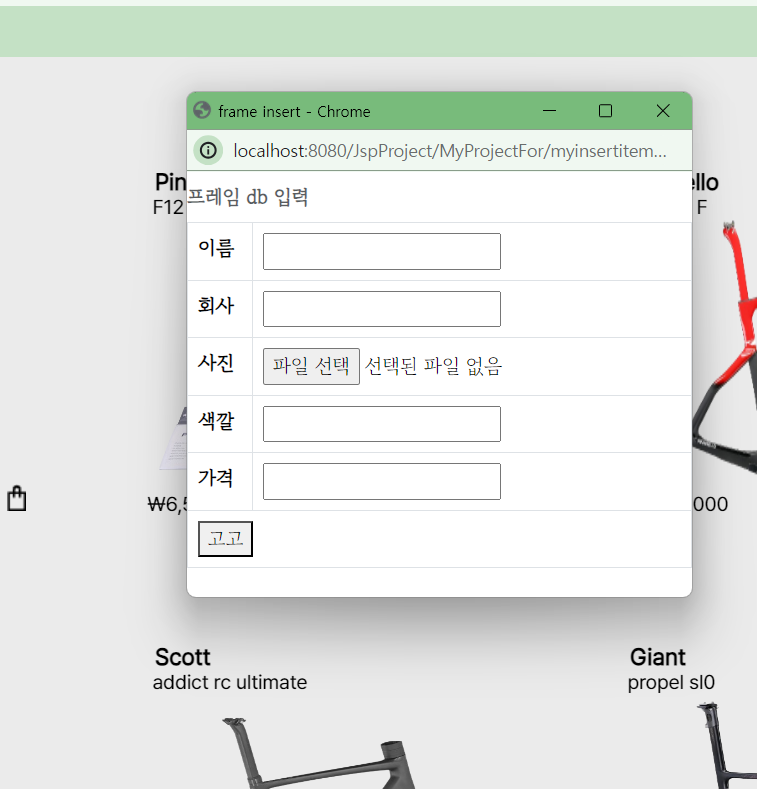 frame insert - Chrome
localhost:8080/JspProject/MyProjectFor/myinsertitem...
Pin
ello
F12
F
프레임 db 입력
이름
회사
사진 파일 선택 선택된 파일 없음
색깔
가격
₩6,5
000
고고
Scott
Giant
addict rc ultimate
propel sl0